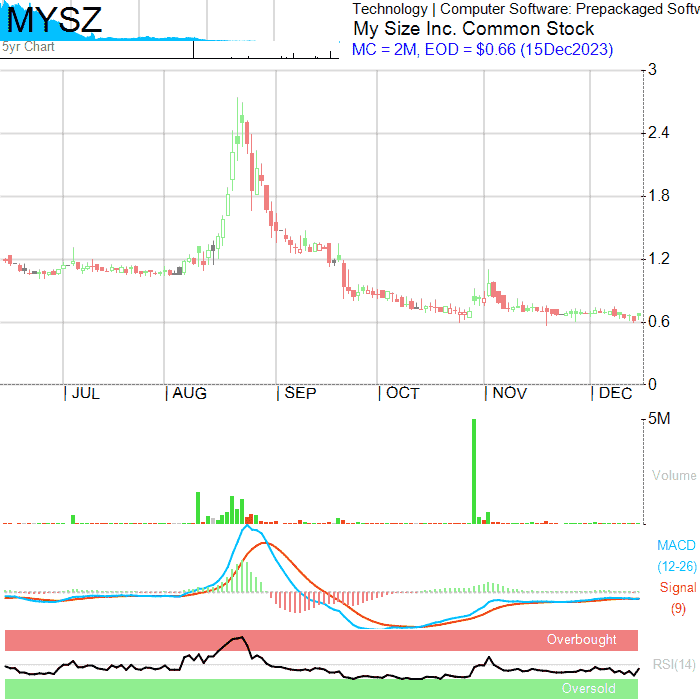 MYSZ
Technology | Computer Software: Prepackaged Softw
My Size Inc. Common Stock
5yr Chart
MC = 2M, EOD = $0.66 (15Dec2023)
3
2.4
1.8
1.2
0.6
0
JUL AUG SEP OCT NOV DEC
5M
Volume
MACD
(12-26)
Signal
(9)
Overbought
RSI(14)
Oversold